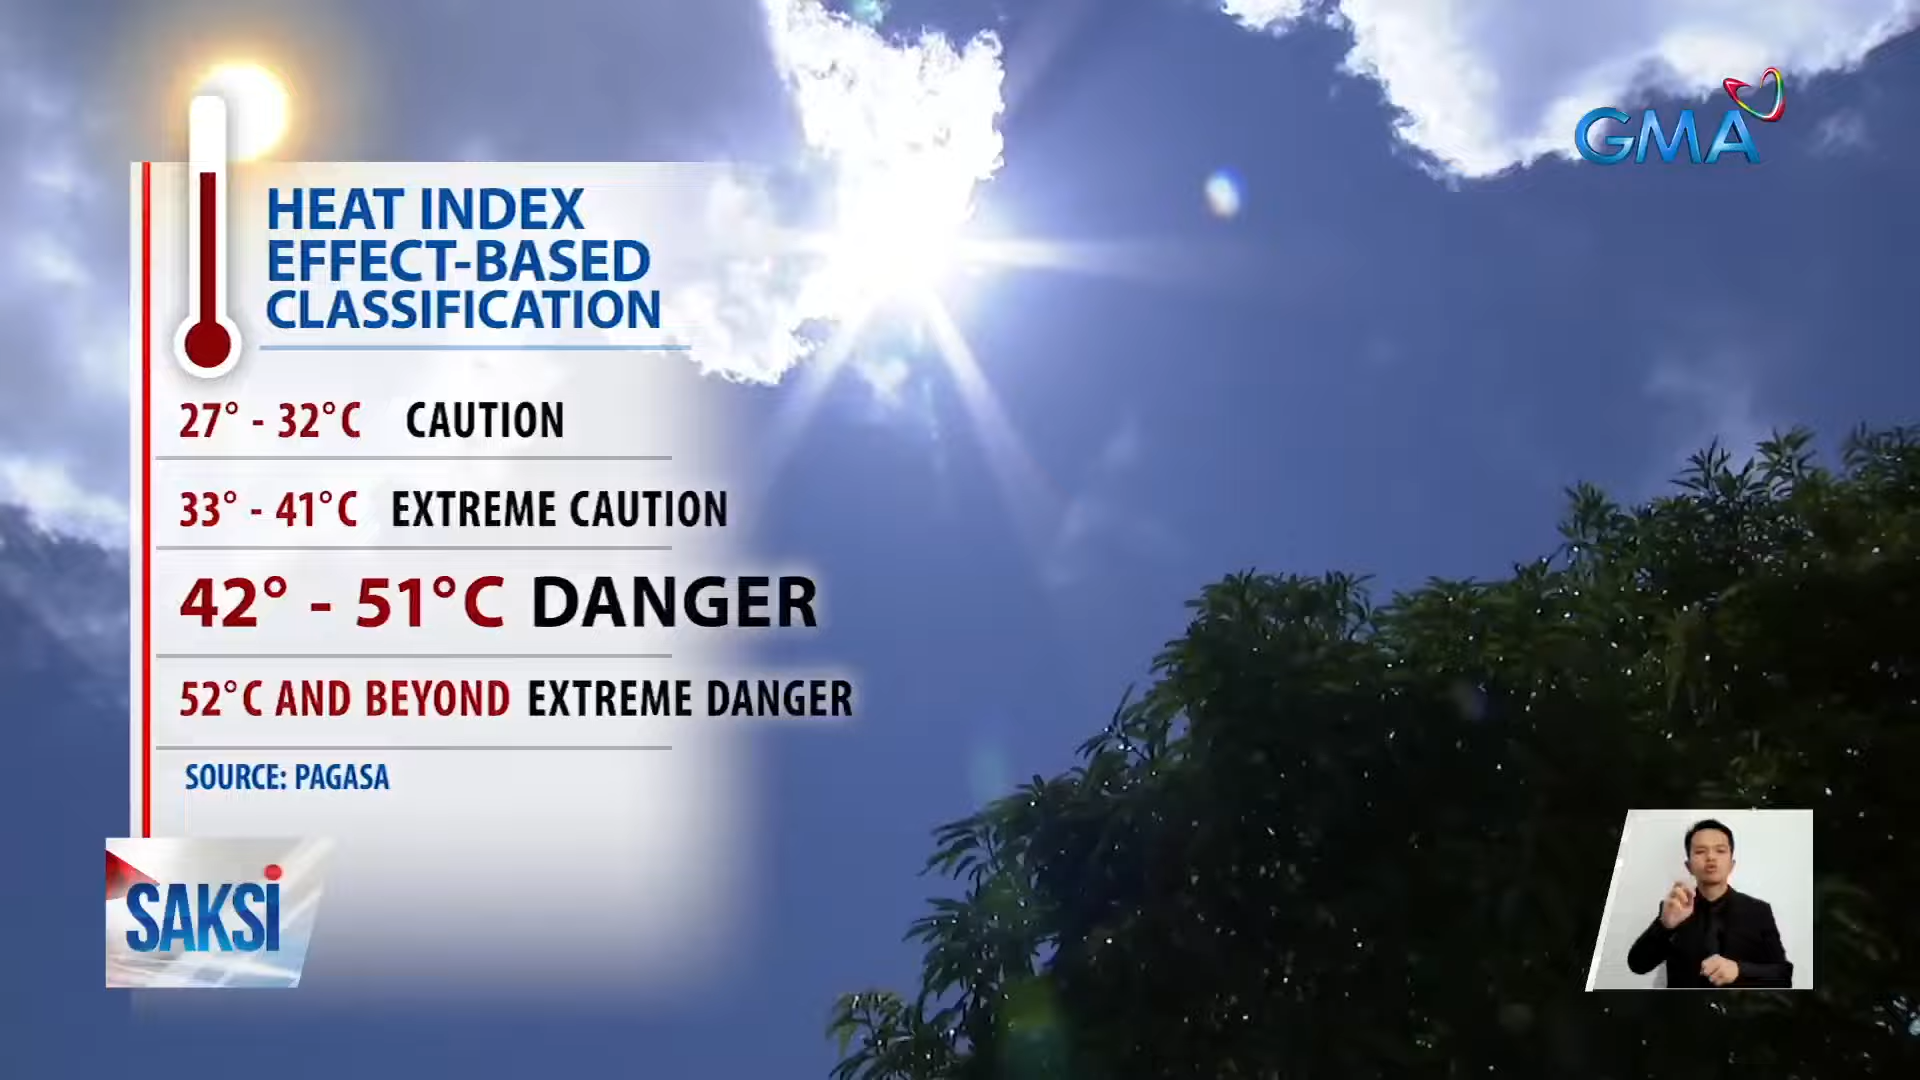 GMA
HEAT INDEX
EFFECT-BASED
CLASSIFICATION
27° - 32°C CAUTION
33° - 41°C EXTREME CAUTION
42° - 51°C DANGER
52°C AND BEYOND EXTREME DANGER
SOURCE: PAGASA
SAKSI